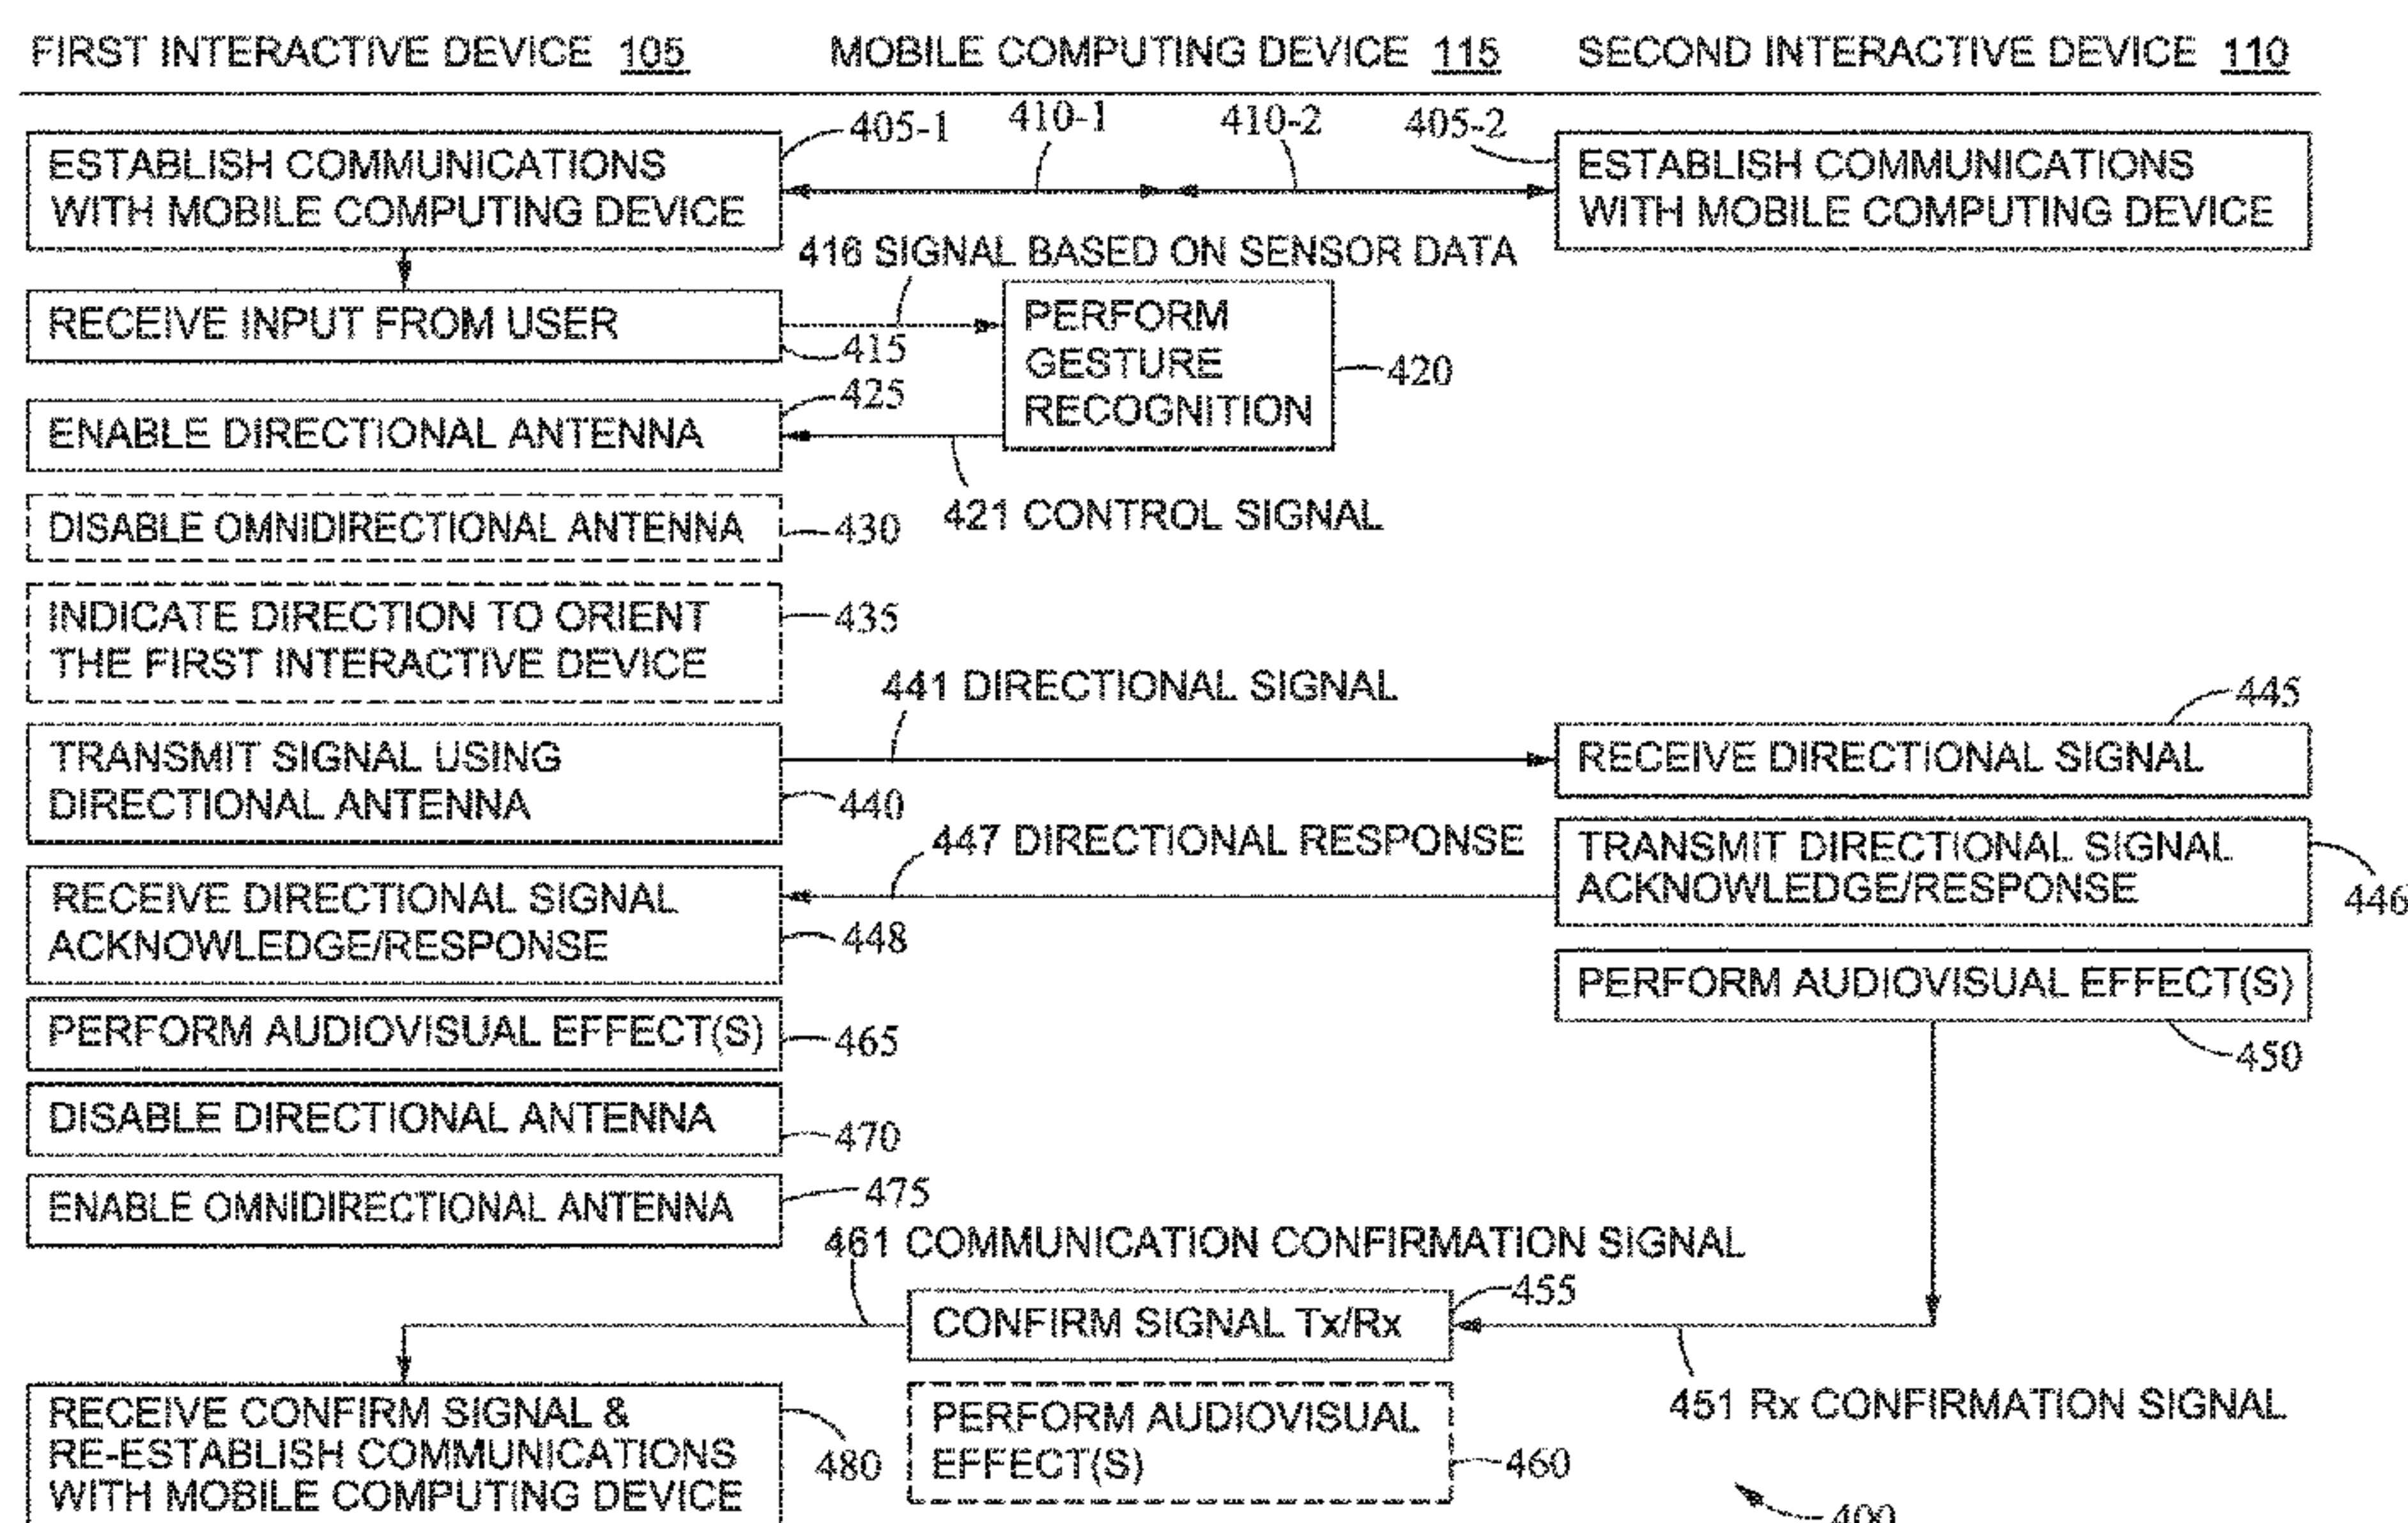 FIRST INTERACTIVE DEVICE 105 MOBILE COMPUTING DEVICE 115 SECOND INTERACTIVE DEVICE 110
405-1 410-1 410-2 405-2
ESTABLISH COMMUNICATIONS
WITH MOBILE COMPUTING DEVICE
ESTABLISH COMMUNICATIONS
WITH MOBILE COMPUTING DEVICE
416 SIGNAL BASED ON SENSOR DATA
RECEIVE INPUT FROM USER
415
PERFORM
GESTURE
RECOGNITION
420
425
ENABLE DIRECTIONAL ANTENNA
421 CONTROL SIGNAL
DISABLE OMNIDIRECTIONAL ANTENNA
430
INDICATE DIRECTION TO ORIENT
THE FIRST INTERACTIVE DEVICE
435
441 DIRECTIONAL SIGNAL
445
TRANSMIT SIGNAL USING
DIRECTIONAL ANTENNA
440
RECEIVE DIRECTIONAL SIGNAL
447 DIRECTIONAL RESPONSE
TRANSMIT DIRECTIONAL SIGNAL
ACKNOWLEDGE/RESPONSE
446
RECEIVE DIRECTIONAL SIGNAL
ACKNOWLEDGE/RESPONSE
448
PERFORM AUDIOVISUAL EFFECT(S)
450
PERFORM AUDIOVISUAL EFFECT(S)
465
DISABLE DIRECTIONAL ANTENNA
470
ENABLE OMNIDIRECTIONAL ANTENNA
475
461 COMMUNICATION CONFIRMATION SIGNAL
455
CONFIRM SIGNAL Tx/Rx
451 Rx CONFIRMATION SIGNAL
RECEIVE CONFIRM SIGNAL &
RE-ESTABLISH COMMUNICATIONS
WITH MOBILE COMPUTING DEVICE
480
PERFORM AUDIOVISUAL
EFFECT(S)
460
400